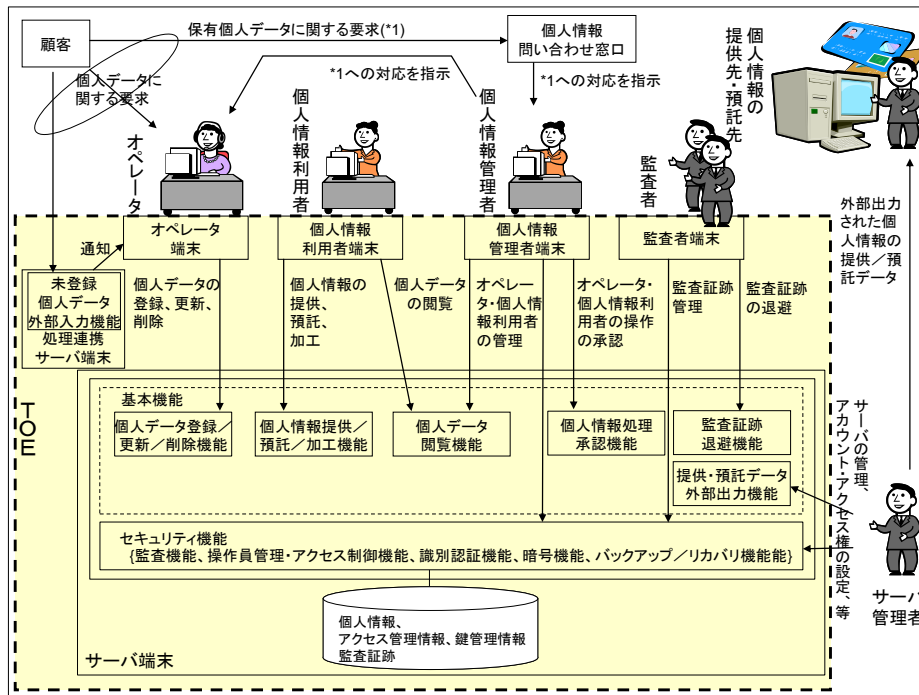 顧客
保有個人データに関する要求(*1)
個人情報
問い合わせ窓口
個人情報の
提供先・預託先
個人データに
関する要求
*1への対応を指示
*1への対応を指示
オペレータ
個人情報利用者
個人情報管理者
監査者
外部出力
された個
人情報の
提供／預
託データ
通知
オペレータ
端末
個人情報
利用者端末
個人情報
管理者端末
監査者端末
未登録
個人データ
外部入力機能
処理連携
サーバ端末
個人データの
登録、更新、
削除
個人情報の
提供、
預託、
加工
個人データ
の閲覧
オペレー
タ・個人情
報利用者
の管理
オペレータ・
個人情報利
用者の操作
の承認
監査証跡
管理
監査証跡
の退避
TOE
基本機能
個人データ登録／
更新／削除機能
個人情報提供／
預託／加工機能
個人データ
閲覧機能
個人情報処理
承認機能
監査証跡
退避機能
提供・預託データ
外部出力機能
サーバの管理、
アカウント・アクセス権の設定、等
セキュリティ機能
{監査機能、操作員管理・アクセス制御機能、識別認証機能、暗号機能、バックアップ／リカバリ機能能}
サーバ
管理者
個人情報、
アクセス管理情報、鍵管理情報
監査証跡
サーバ端末